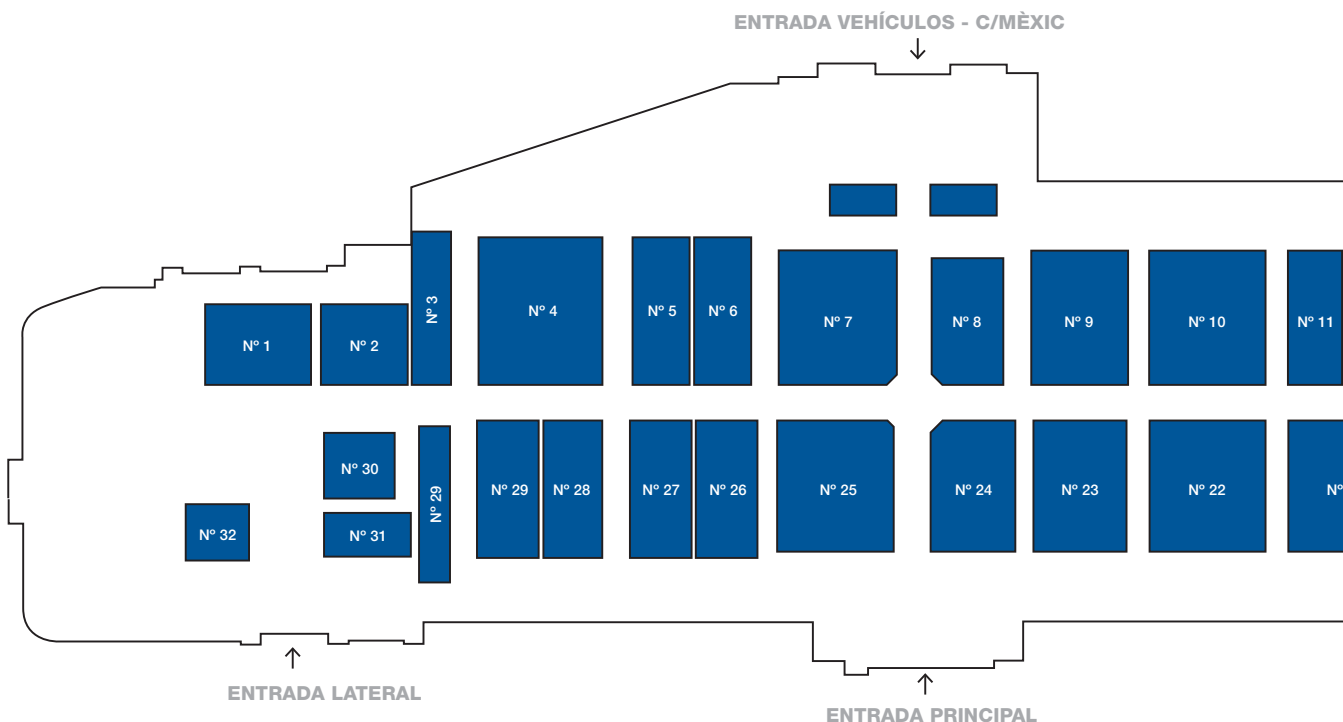 ENTRADA VEHÍCULOS - C/MÈXIC
Nº 1
Nº 2
Nº 3
Nº 4
Nº 5
Nº 6
Nº 7
Nº 8
Nº 9
Nº 10
Nº 11
Nº 32
Nº 30
Nº 31
Nº 29
Nº 29
Nº 28
Nº 27
Nº 26
Nº 25
Nº 24
Nº 23
Nº 22
Nº
ENTRADA LATERAL
ENTRADA PRINCIPAL